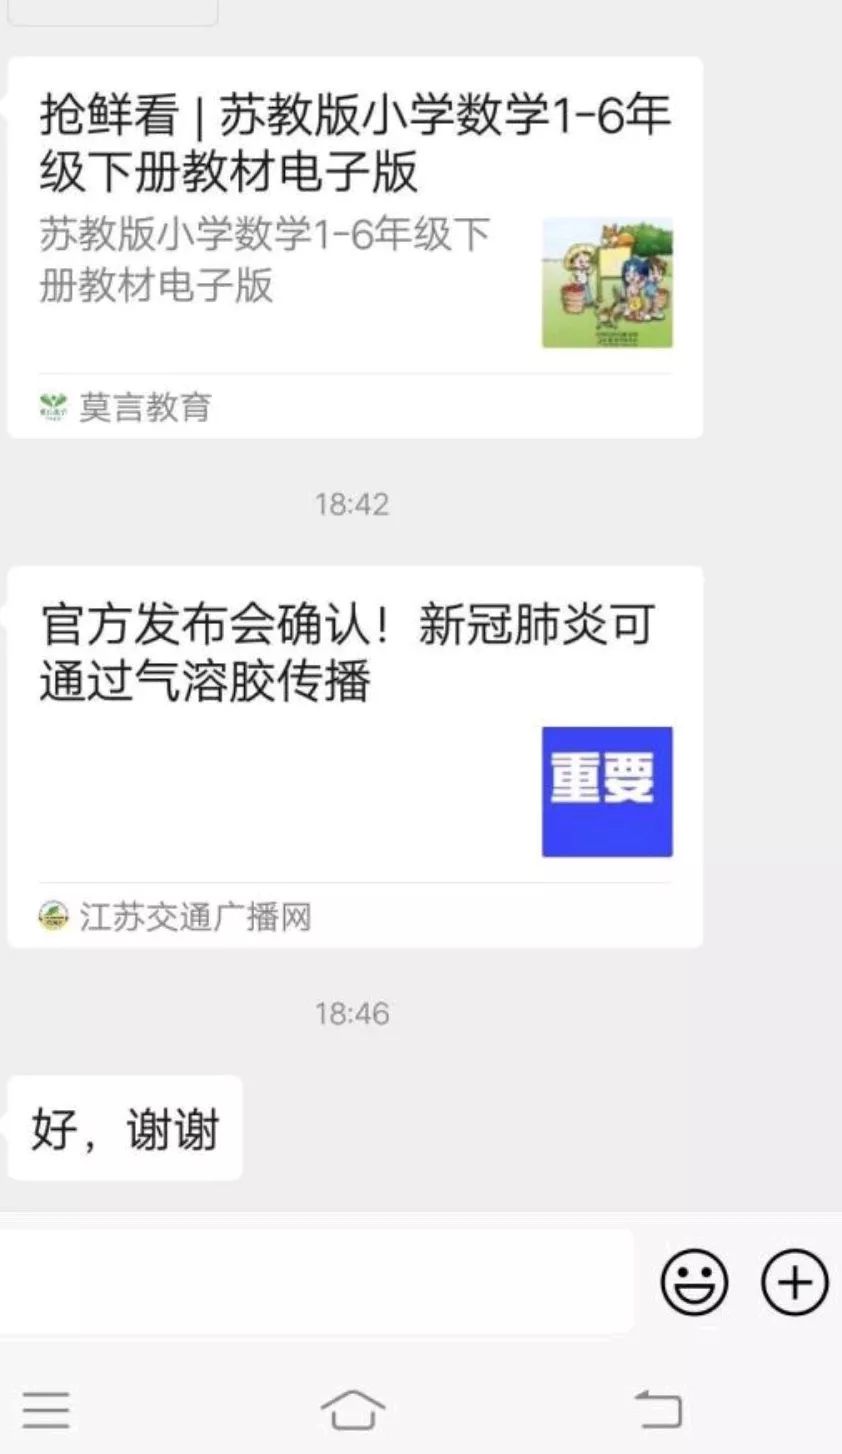 抢鲜看 | 苏教版小学数学1-6年
级下册教材电子版
苏教版小学数学1-6年级下
册教材电子版
莫言教育
18:42
官方发布会确认！新冠肺炎可
通过气溶胶传播
重要
江苏交通广播网
18:46
好，谢谢